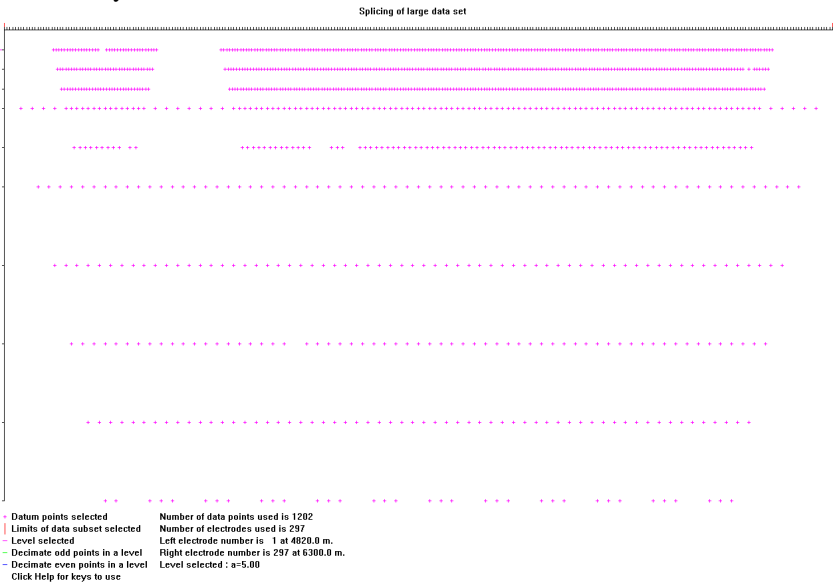 Splicing of large data set
Datum points selected Number of data points used is 1202
Limits of data subset selected Number of electrodes used is 297
Level selected Left electrode number is 1 at 4820.0 m.
Decimate odd points in a level Right electrode number is 297 at 6300.0 m.
Decimate even points in a level Level selected : a=5.00
Click Help for keys to use